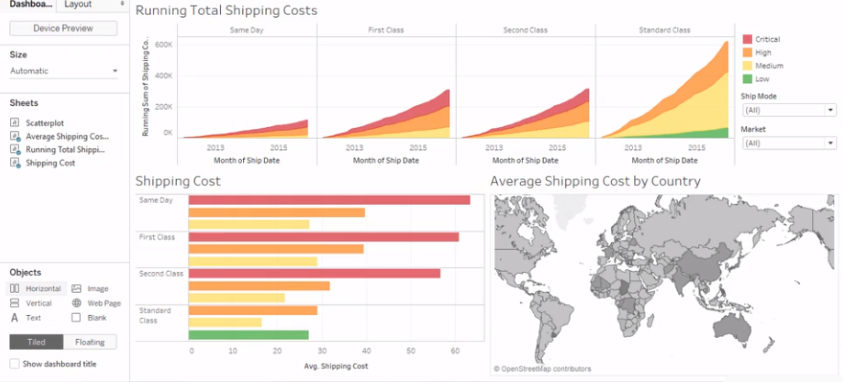 Dashboa...
Layout
Device Preview
Size
Automatic
Sheets
Scatterplot
Average Shipping Cos...
Running Total Shippi...
Shipping Cost
Objects
Horizontal
Image
Vertical
Web Page
Text
Blank
Tiled
Floating
Show dashboard title
Running Total Shipping Costs
Same Day
First Class
Second Class
Standard Class
Running Sum of Shipping Co..
600K
400K
200K
0K
2013
2015
2013
2015
2013
2015
2013
2015
Month of Ship Date
Month of Ship Date
Month of Ship Date
Month of Ship Date
Critical
High
Medium
Low
Ship Mode
(All)
Market
(All)
Shipping Cost
Same Day
First Class
Second Class
Standard
Class
0
10
20
30
40
50
60
Avg. Shipping Cost
Average Shipping Cost by Country
© OpenStreetMap contributors